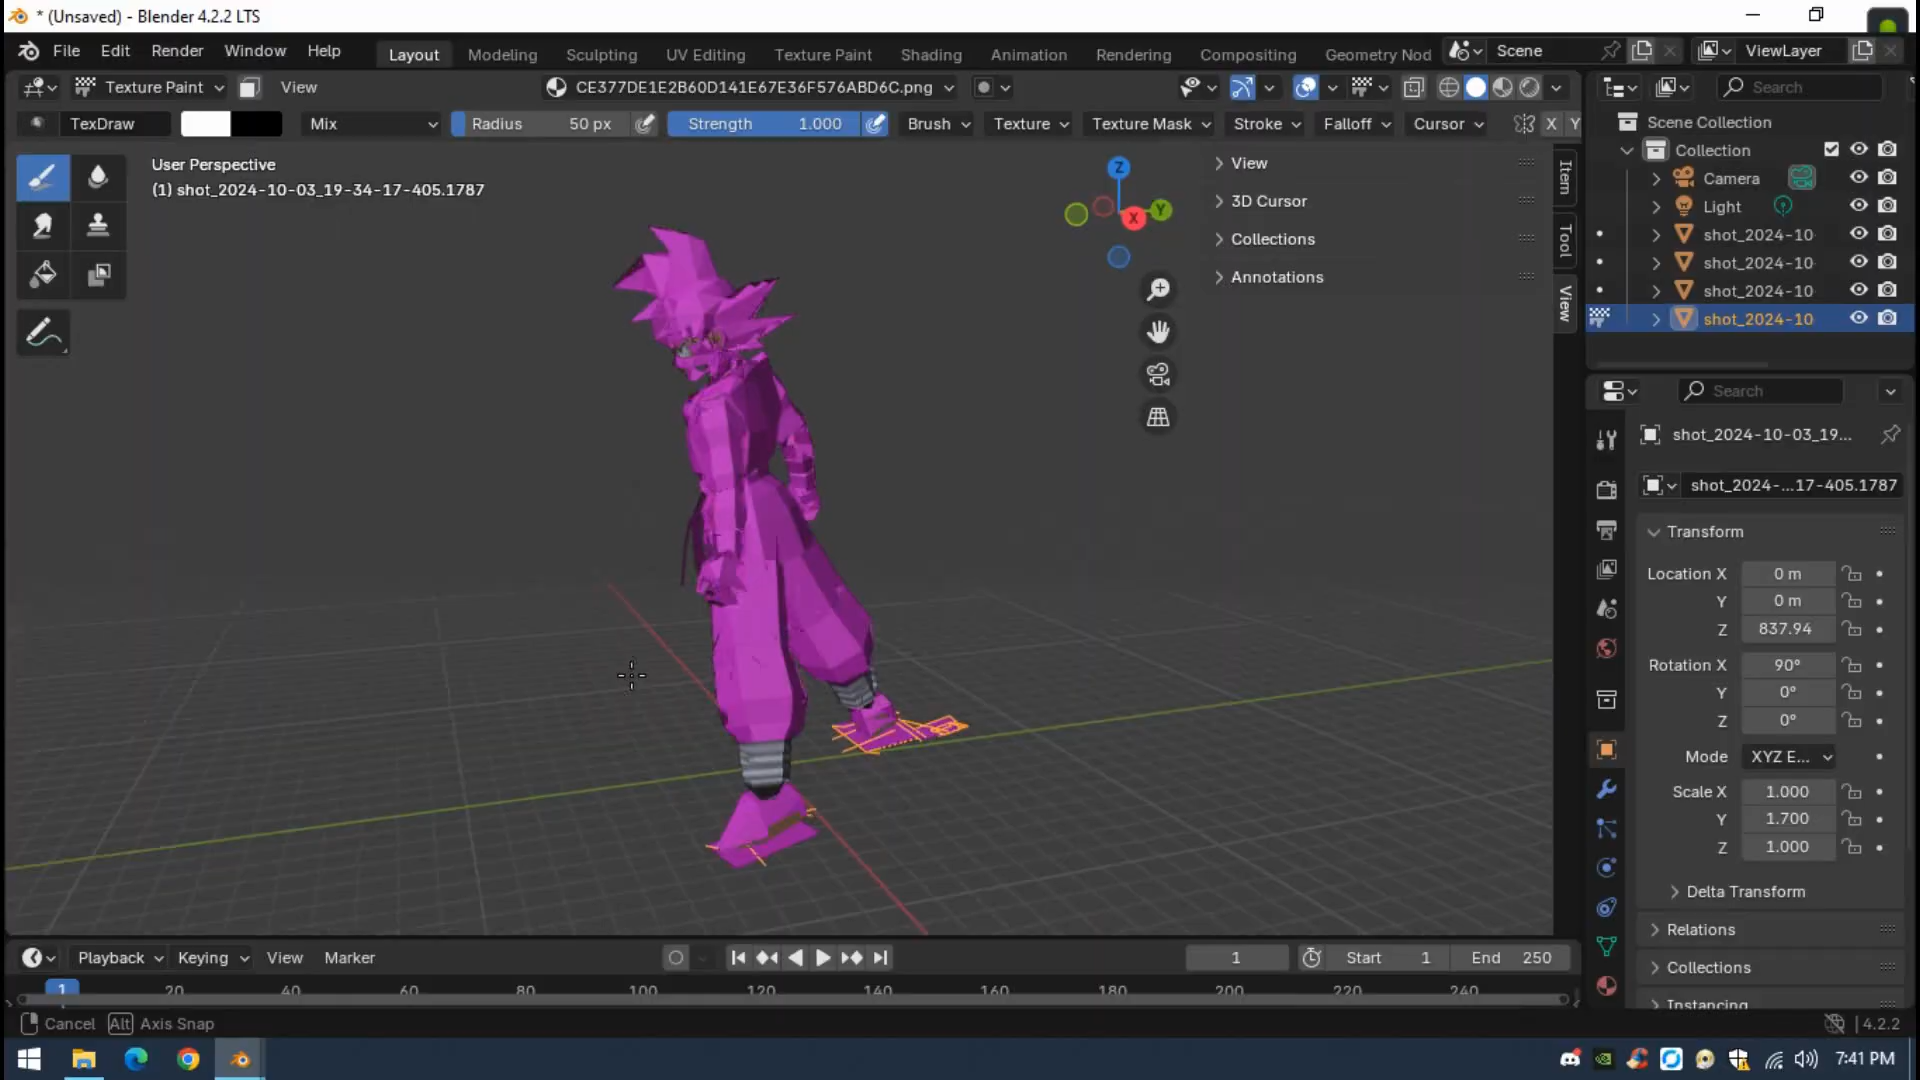 * (Unsaved) - Blender 4.2.2 LTS
File Edit Render Window Help Layout Modeling Sculpting UV Editing Texture Paint Shading Animation Rendering Compositing Geometry Nod Scene ViewLayer
Texture Paint View CE377DE1E2B60D141E67E36F576ABD6C.png Search
TexDraw Mix Radius 50 px Strength 1.000 Brush Texture Texture Mask Stroke Falloff Cursor X Y
Scene Collection
Collection
User Perspective
(1) shot_2024-10-03_19-34-17-405.1787
Z
Y
X
View
3D Cursor
Collections
Annotations
Item
Tool
View
Camera
Light
shot_2024-10
shot_2024-10
shot_2024-10
shot_2024-10
Search
shot_2024-10-03_19...
shot_2024-...17-405.1787
Transform
Location X 0 m
Y 0 m
Z 837.94
Rotation X 90°
Y 0°
Z 0°
Mode XYZ E...
Scale X 1.000
Y 1.700
Z 1.000
Delta Transform
Relations
Collections
Instancing
Playback Keying View Marker 1 Start 1 End 250
1 20 40 60 80 100 120 140 160 180 200 220 240
Cancel Alt Axis Snap 4.2.2
7:41 PM